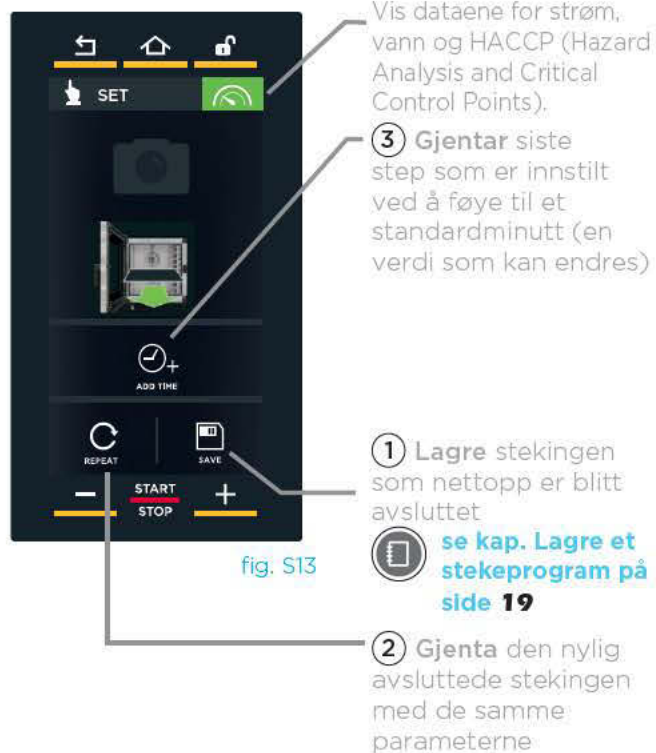 Vis dataene for strøm,
vann og HACCP (Hazard
Analysis and Critical
Control Points).
SET
3 Gjentar siste
step som er innstilt
ved å føye til et
standardminutt (en
verdi som kan endres)
ADD TIME
REPEAT
SAVE
START
STOP
1 Lagre stekingen
som nettopp er blitt
avsluttet
se kap. Lagre et
stekeprogram på
side 19
fig. S13
2 Gjenta den nylig
avsluttede stekingen
med de samme
parameterne